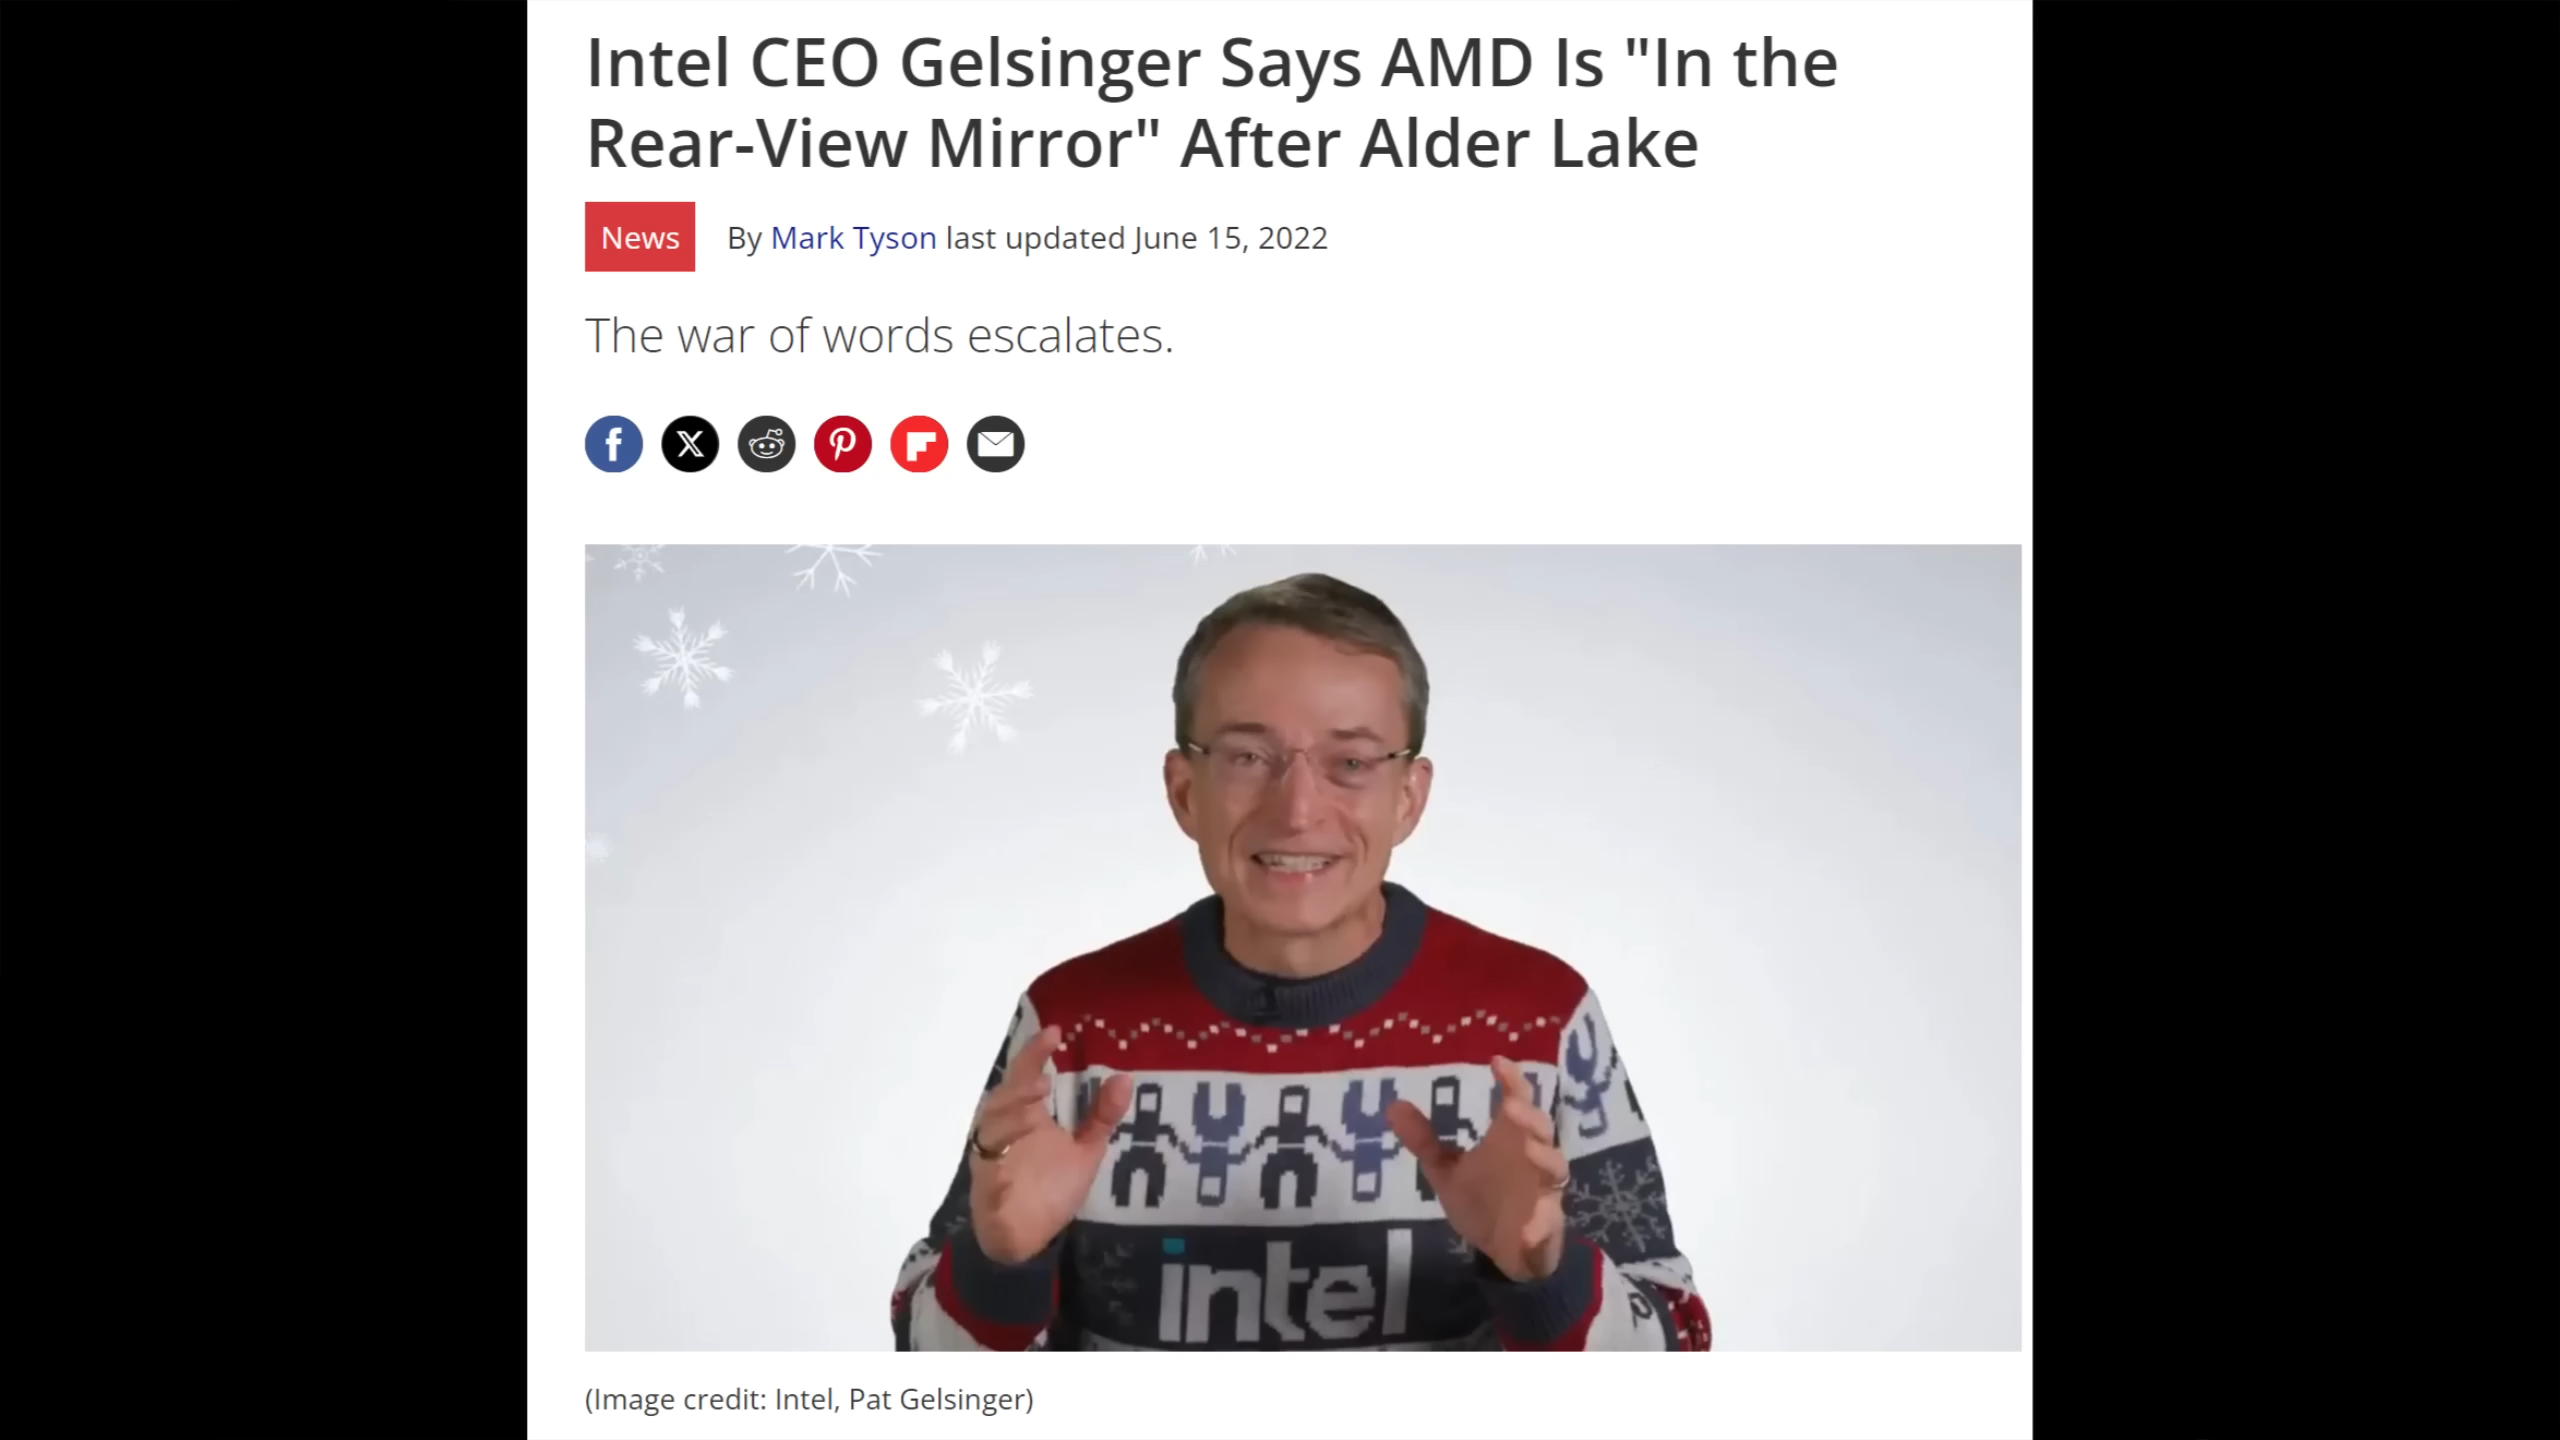 Intel CEO Gelsinger Says AMD Is "In the
Rear-View Mirror" After Alder Lake
News
By Mark Tyson last updated June 15, 2022
The war of words escalates.
intel
(Image credit: Intel, Pat Gelsinger)